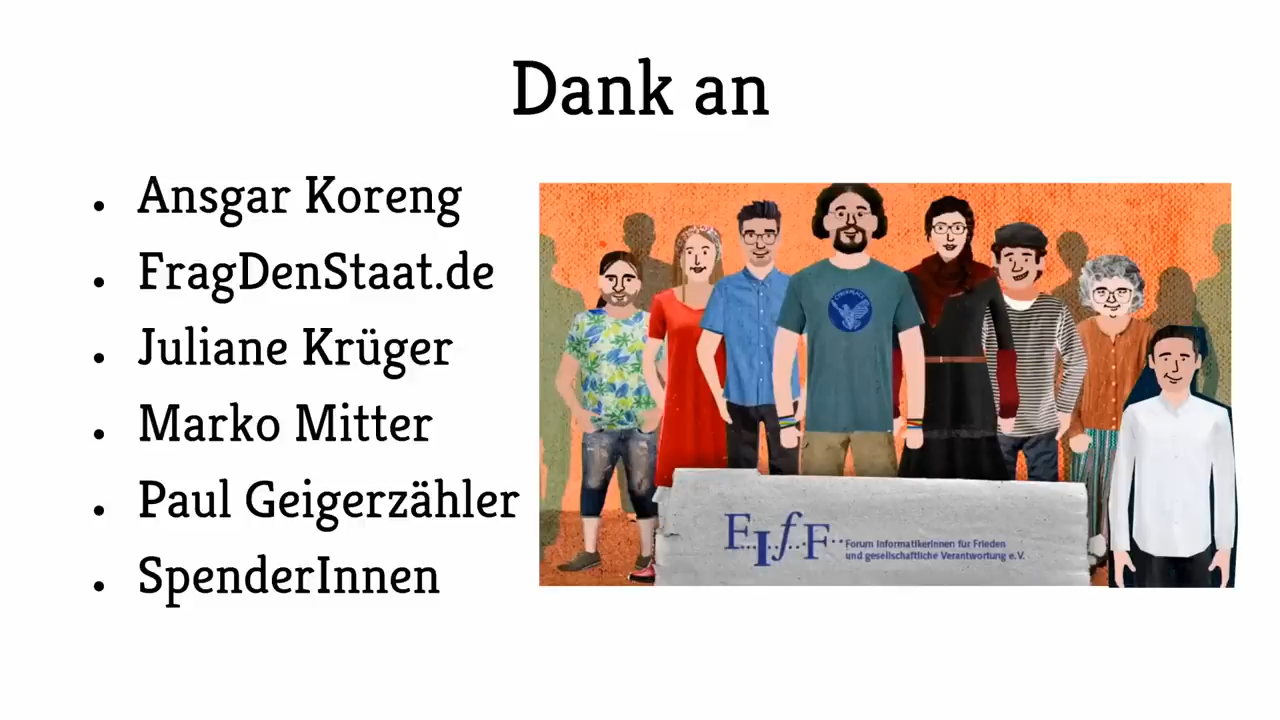 Dank an
• Ansgar Koreng
• FragDenStaat.de
• Juliane Krüger
• Marko Mitter
• Paul Geigerzähler
• SpenderInnen
F..I..f..F.. Forum InformatikerInnen für Frieden
und gesellschaftliche Verantwortung e.V.